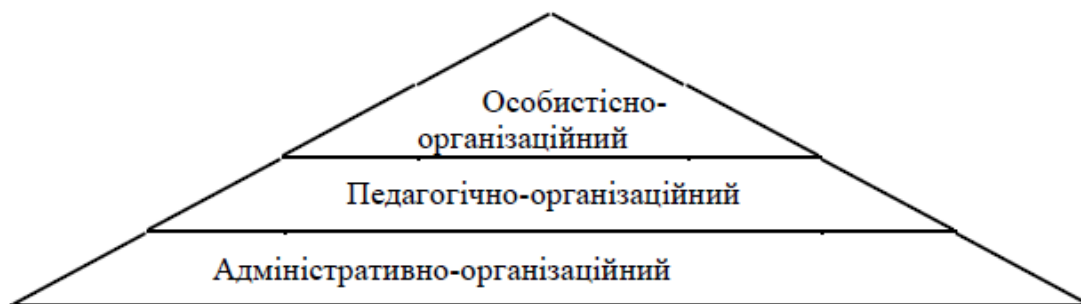 Особистісно-
організаційний
Педагогічно-організаційний
Адміністративно-організаційний